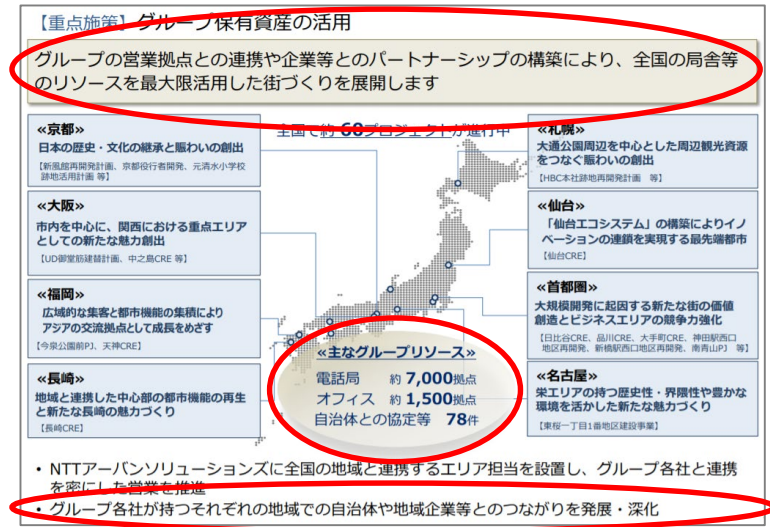 【重点施策】グループ保有資産の活用
グループの営業拠点との連携や企業等とのパートナーシップの構築により、全国の局舎等
のリソースを最大限活用した街づくりを展開します
全国で約 60プロジェクトが進行中
≪京都≫
日本の歴史・文化の継承と賑わいの創出
【新風館再開発計画、京都役行者開発、元清水小学校
跡地活用計画 等】
≪大阪≫
市内を中心に、関西における重点エリア
としての新たな魅力創出
【UD御堂筋建替計画、中之島CRE 等】
≪福岡≫
広域的な集客と都市機能の集積により
アジアの交流拠点として成長をめざす
【今泉公園前PJ、天神CRE】
≪長崎≫
地域と連携した中心部の都市機能の再生
と新たな長崎の魅力づくり
【長崎CRE】
≪主なグループリソース≫
電話局 約 7,000拠点
オフィス 約 1,500拠点
自治体との協定等 78件
≪札幌≫
大通公園周辺を中心とした周辺観光資源
をつなぐ賑わいの創出
【HBC本社跡地再開発計画 等】
≪仙台≫
「仙台エコシステム」の構築によりイノ
ベーションの連鎖を実現する最先端都市
【仙台CRE】
≪首都圏≫
大規模開発に起因する新たな街の価値
創造とビジネスエリアの競争力強化
【日比谷CRE、品川CRE、大手町CRE、神田駅西口
地区再開発、新橋駅西口地区再開発、南青山PJ 等】
≪名古屋≫
栄エリアの持つ歴史性・界隈性や豊かな
環境を活かした新たな魅力づくり
【東桜一丁目1番地区建設事業】
• NTTアーバンソリューションズに全国の地域と連携するエリア担当を設置し、グループ各社と連携
を密にした営業を推進
• グループ各社が持つそれぞれの地域での自治体や地域企業等とのつながりを発展・深化